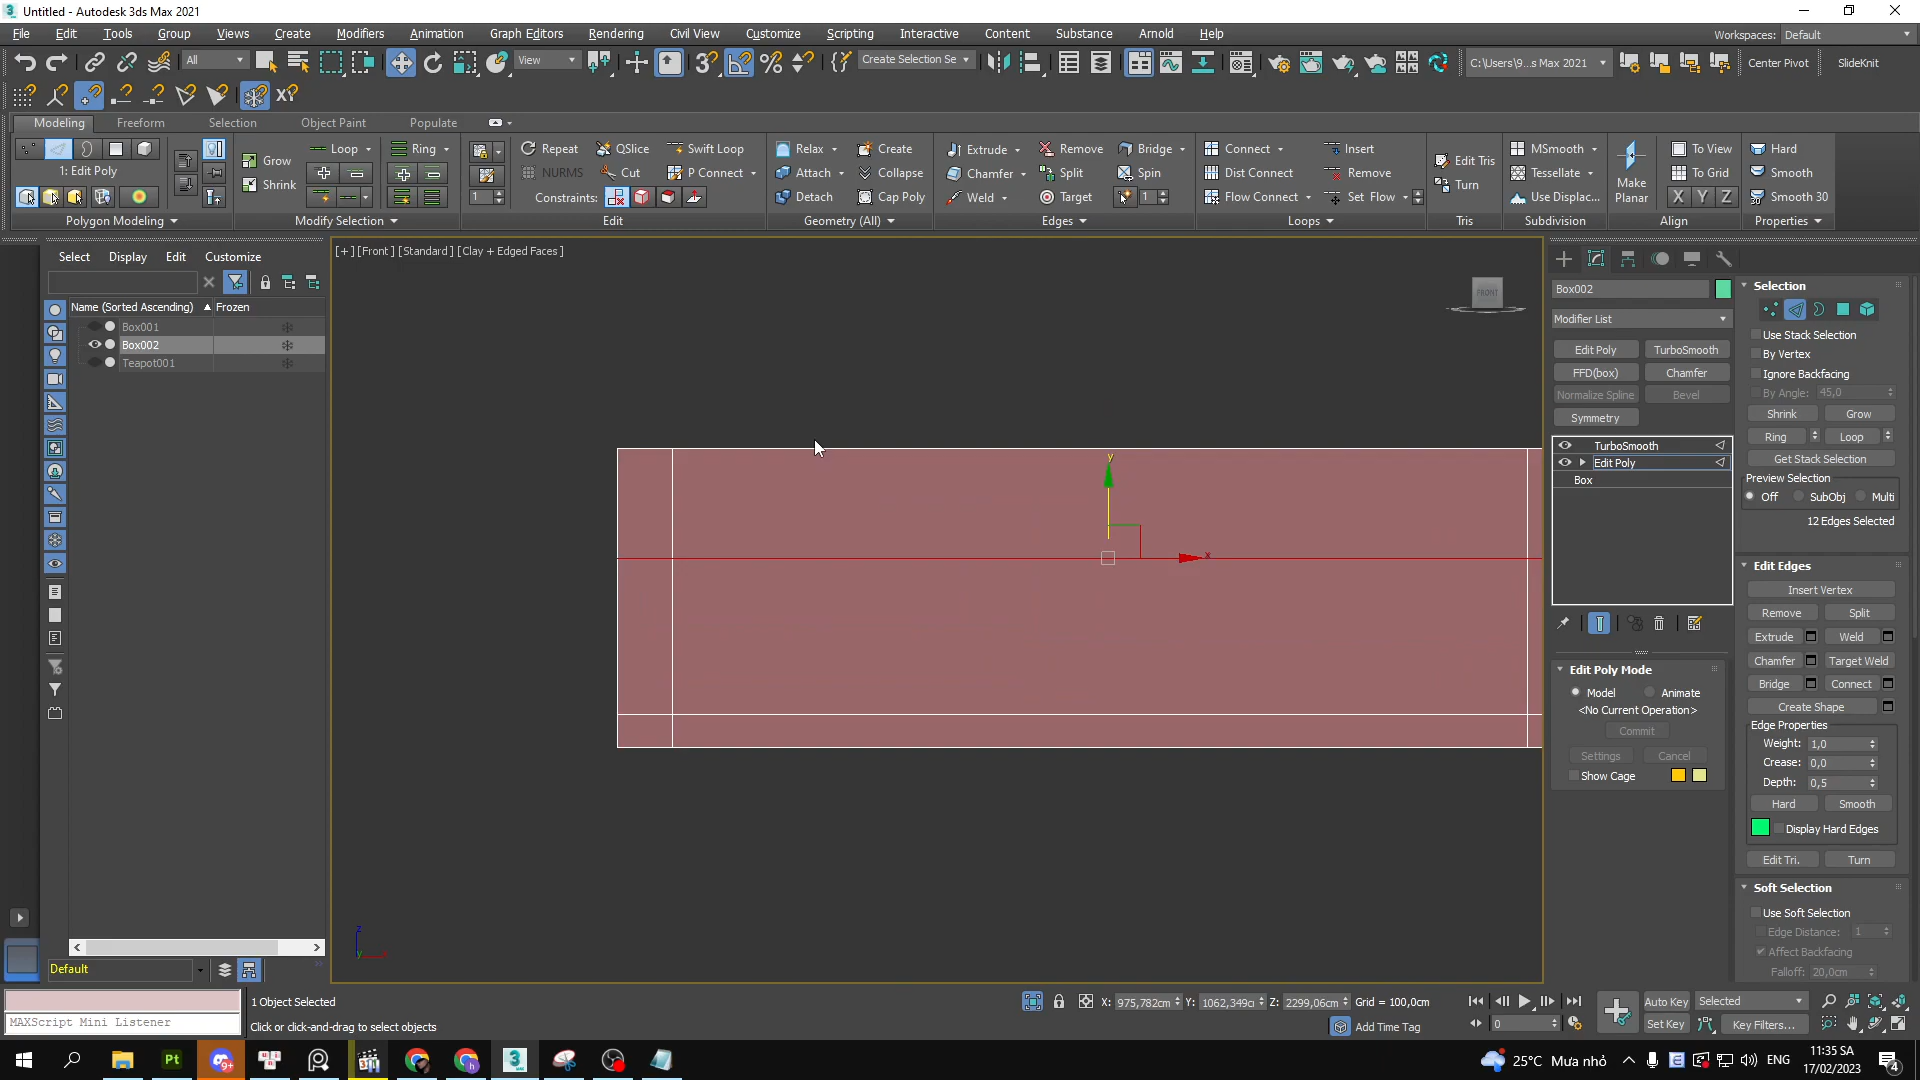 Untitled - Autodesk 3ds Max 2021
File Edit Tools Group Views Create Modifiers Animation Graph Editors Rendering Civil View Customize Scripting Interactive Content Substance Arnold Help Workspaces: Default
All View Create Selection Se C:\Users\9...s Max 2021 Center Pivot SlideKnit
Modeling Freeform Selection Object Paint Populate
Loop Ring Repeat QSlice Swift Loop Relax Create Extrude Remove Bridge Connect Insert MSmooth To View Hard
1: Edit Poly Grow NURMS Cut P Connect Attach Collapse Chamfer Split Spin Dist Connect Remove Edit Tris Tessellate Make Planar To Grid Smooth
Shrink 1 Constraints: Detach Cap Poly Weld Target 1 Flow Connect Set Flow Turn Use Displac... X Y Z Smooth 30
Polygon Modeling Modify Selection Edit Geometry (All) Edges Loops Tris Subdivision Align Properties
Select Display Edit Customize
Name (Sorted Ascending) Frozen
Box001
Box002
Teapot001
Default
[+] [Front] [Standard] [Clay + Edged Faces]
FRONT
y
x
z
y
Box002
Modifier List
Edit Poly TurboSmooth
FFD(box) Chamfer
Normalize Spline Bevel
Symmetry
TurboSmooth
Edit Poly
Box
Edit Poly Mode
Model Animate
<No Current Operation>
Commit
Settings Cancel
Show Cage
Selection
Use Stack Selection
By Vertex
Ignore Backfacing
By Angle: 45,0
Shrink Grow
Ring Loop
Get Stack Selection
Preview Selection
Off SubObj Multi
12 Edges Selected
Edit Edges
Insert Vertex
Remove Split
Extrude Weld
Chamfer Target Weld
Bridge Connect
Create Shape
Edge Properties
Weight: 1,0
Crease: 0,0
Depth: 0,5
Hard Smooth
Display Hard Edges
Edit Tri. Turn
Soft Selection
Use Soft Selection
Edge Distance: 1
Affect Backfacing
Falloff: 20,0cm
MAXScript Mini Listener
1 Object Selected
Click or click-and-drag to select objects
X: 975,782cm Y: 1062,349c Z: 2299,06cm Grid = 100,0cm
Add Time Tag
0
Auto Key Selected
Set Key Key Filters...
Pt 9+ 3
25°C Mưa nhỏ ENG 11:35 SA
17/02/2023 4